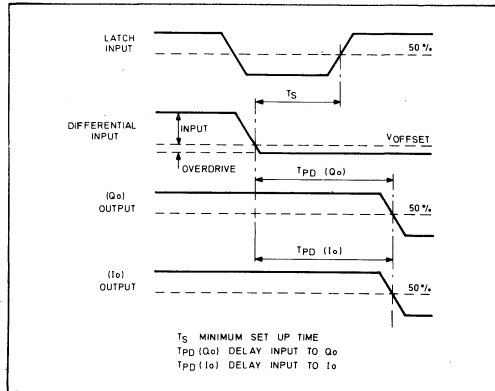 LATCH
INPUT
50%
TS
DIFFERENTIAL
INPUT
INPUT
VOFFSET
OVERDRIVE
TPD (Qo)
(Qo)
OUTPUT
50%
TPD (Io)
(Io)
OUTPUT
50%
TS MINIMUM SET UP TIME
TPD (Qo) DELAY INPUT TO Qo
TPD (Io) DELAY INPUT TO Io